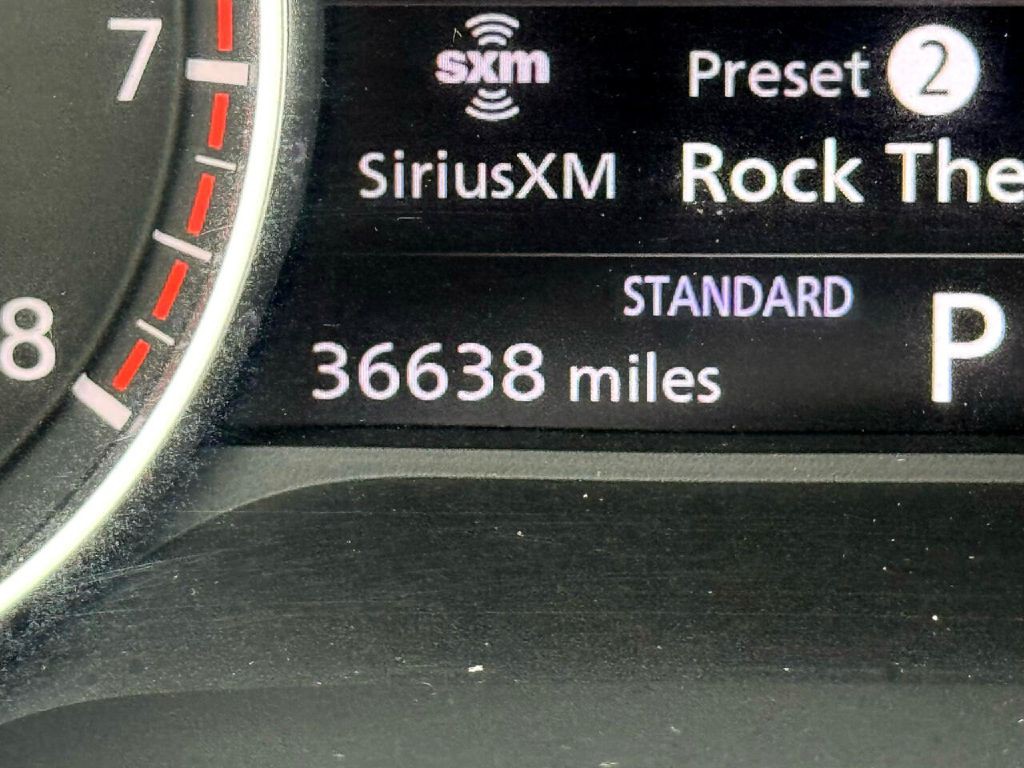 7
8
sxm
SiriusXM
Preset 2
Rock The
STANDARD
36638 miles
P